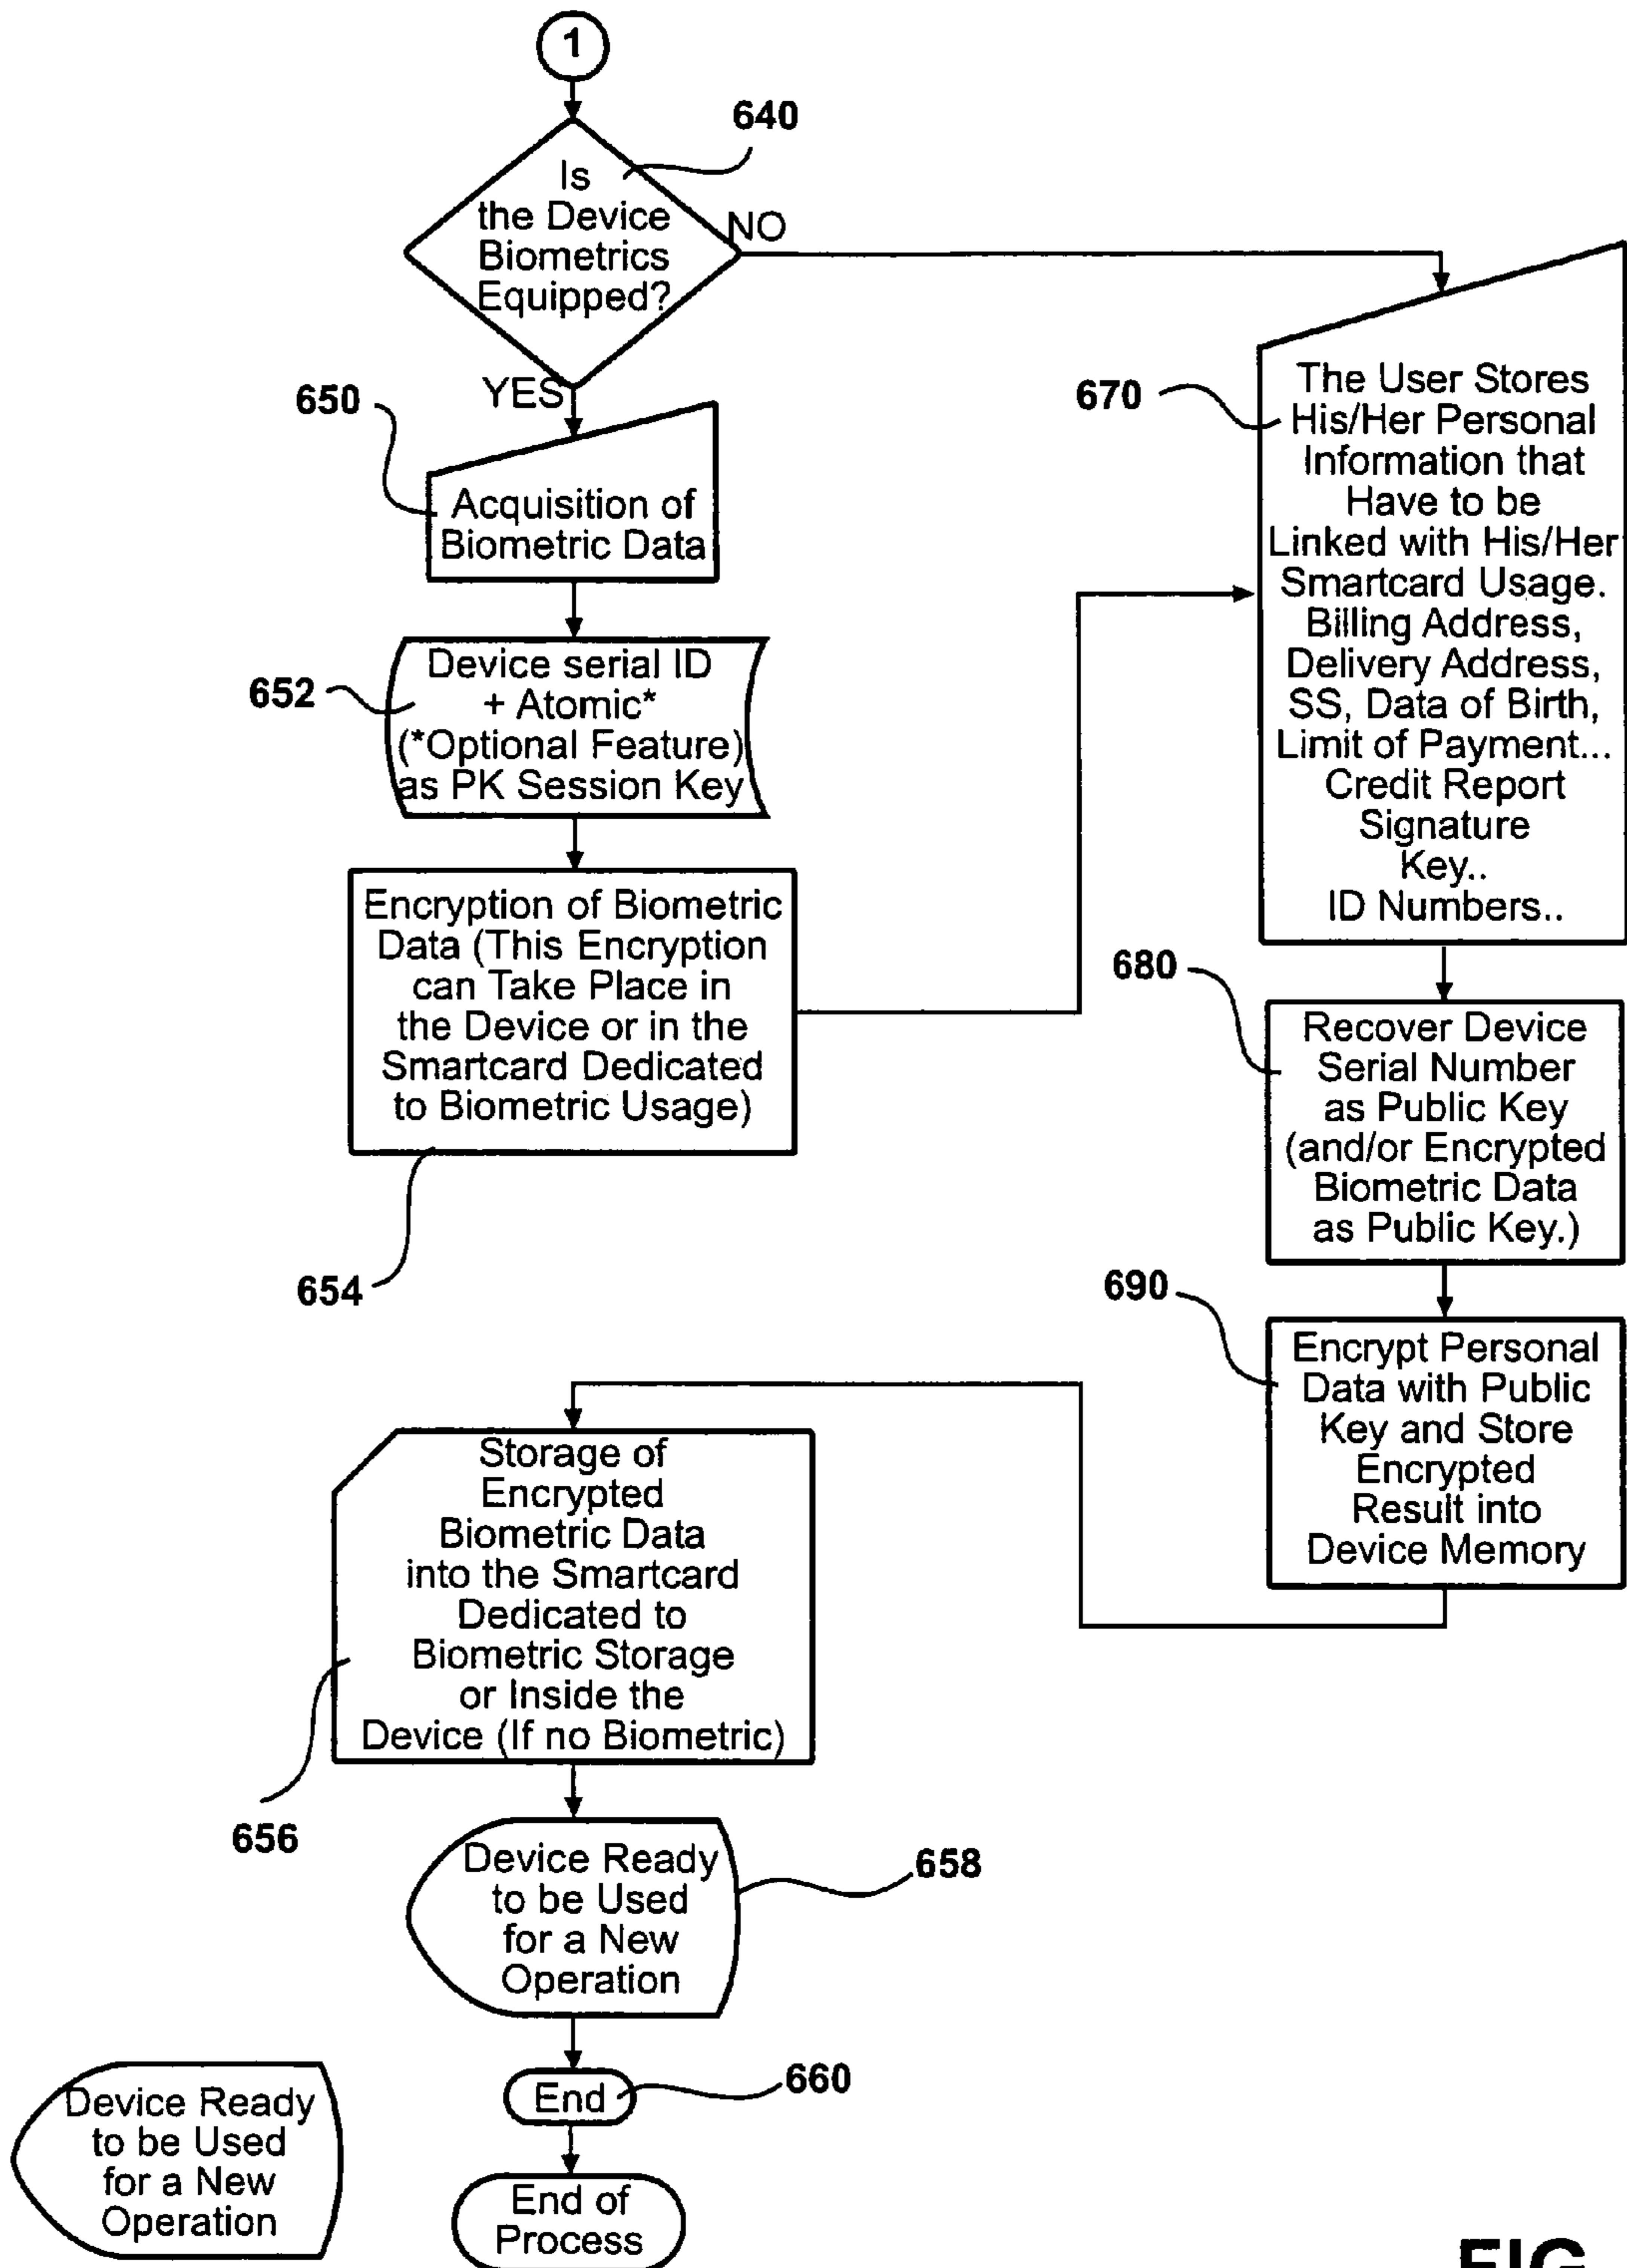 1
640
Is
the Device
Biometrics
Equipped?
NO
YES
650
Acquisition of
Biometric Data
652
Device serial ID
+ Atomic*
(*Optional Feature)
as PK Session Key
Encryption of Biometric
Data (This Encryption
can Take Place in
the Device or in the
Smartcard Dedicated
to Biometric Usage)
654
670
The User Stores
His/Her Personal
Information that
Have to be
Linked with His/Her
Smartcard Usage.
Billing Address,
Delivery Address,
SS, Data of Birth,
Limit of Payment...
Credit Report
Signature
Key..
ID Numbers..
680
Recover Device
Serial Number
as Public Key
(and/or Encrypted
Biometric Data
as Public Key.)
690
Encrypt Personal
Data with Public
Key and Store
Encrypted
Result into
Device Memory
Storage of
Encrypted
Biometric Data
into the Smartcard
Dedicated to
Biometric Storage
or Inside the
Device (If no Biometric)
656
Device Ready
to be Used
for a New
Operation
658
End
660
Device Ready
to be Used
for a New
Operation
End of
Process
FIG